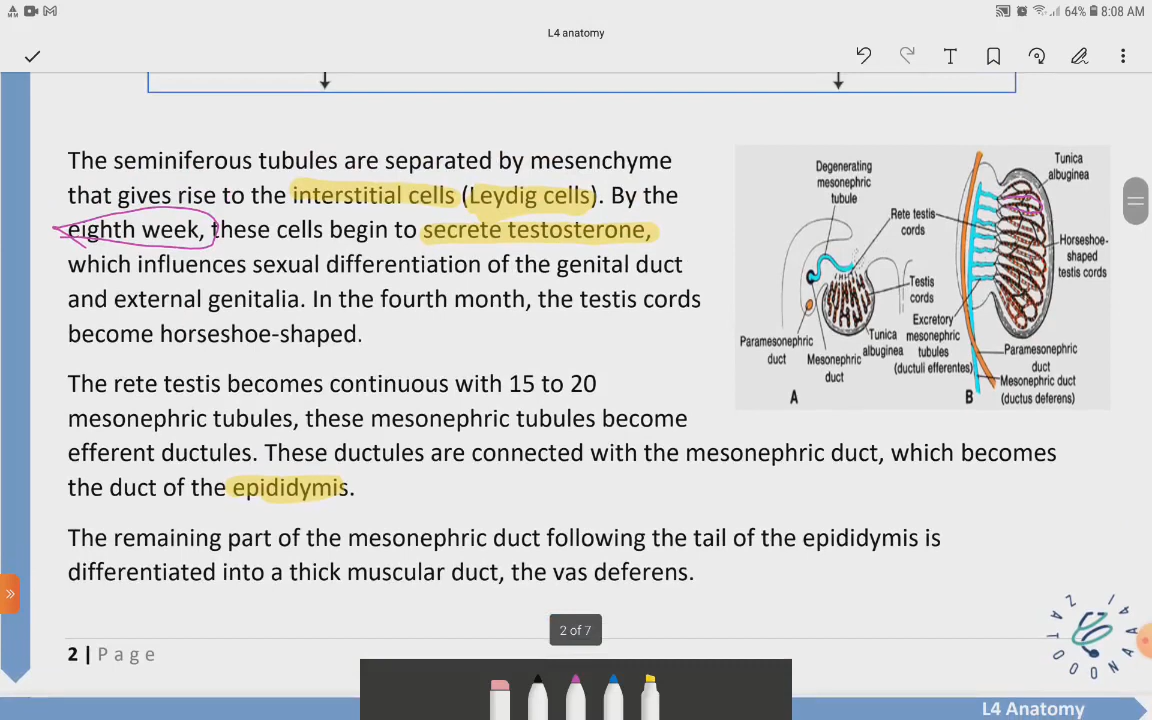 MM
64% 8:08 AM
L4 anatomy
T
The seminiferous tubules are separated by mesenchyme
that gives rise to the interstitial cells (Leydig cells). By the
eighth week, these cells begin to secrete testosterone,
which influences sexual differentiation of the genital duct
and external genitalia. In the fourth month, the testis cords
become horseshoe-shaped.
Degenerating
mesonephric
tubule
Rete testis
cords
Testis
cords
Tunica
albuginea
Paramesonephric
duct
Mesonephric
duct
A
Tunica
albuginea
Horseshoe-
shaped
testis cords
Excretory
mesonephric
tubules
(ductuli efferentes)
Paramesonephric
duct
Mesonephric duct
(ductus deferens)
B
The rete testis becomes continuous with 15 to 20
mesonephric tubules, these mesonephric tubules become
efferent ductules. These ductules are connected with the mesonephric duct, which becomes
the duct of the epididymis.
The remaining part of the mesonephric duct following the tail of the epididymis is
differentiated into a thick muscular duct, the vas deferens.
»
2 of 7
2 | Page
L4 Anatomy